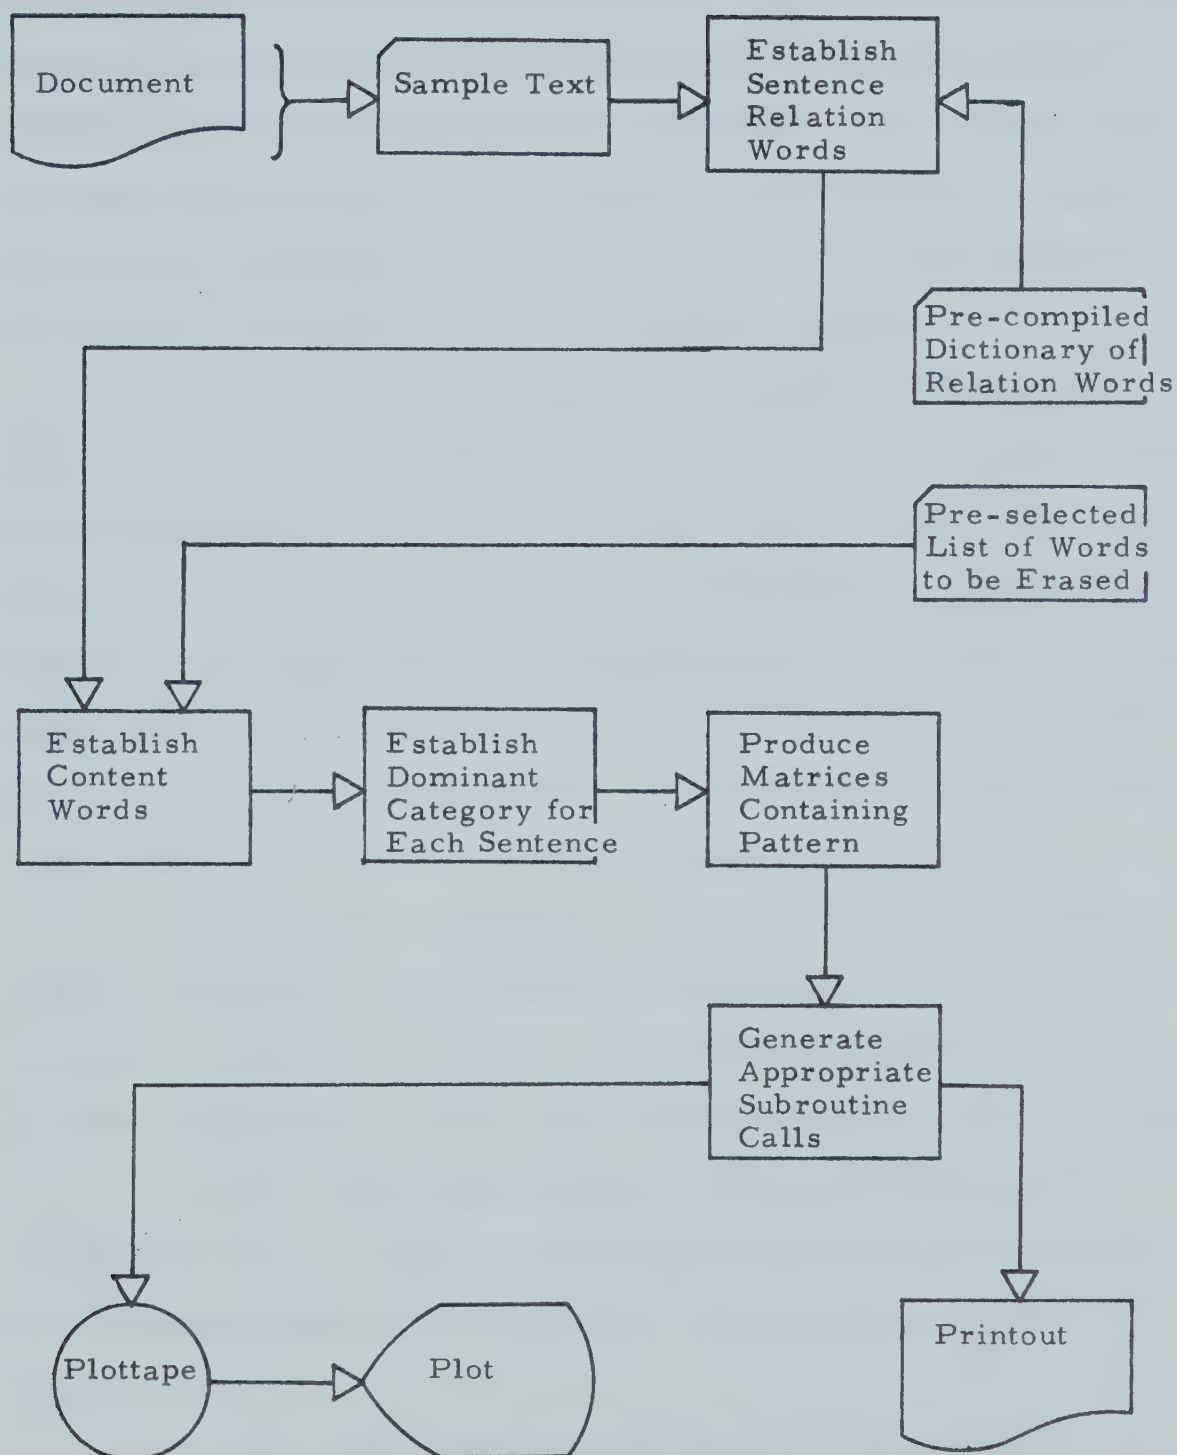 Document
Sample Text
Establish
Sentence
Relation
Words
Pre-compiled
Dictionary of
Relation Words
Pre-selected
List of Words
to be Erased
Establish
Content
Words
Establish
Dominant
Category for
Each Sentence
Produce
Matrices
Containing
Pattern
Generate
Appropriate
Subroutine
Calls
Plottape
Plot
Printout